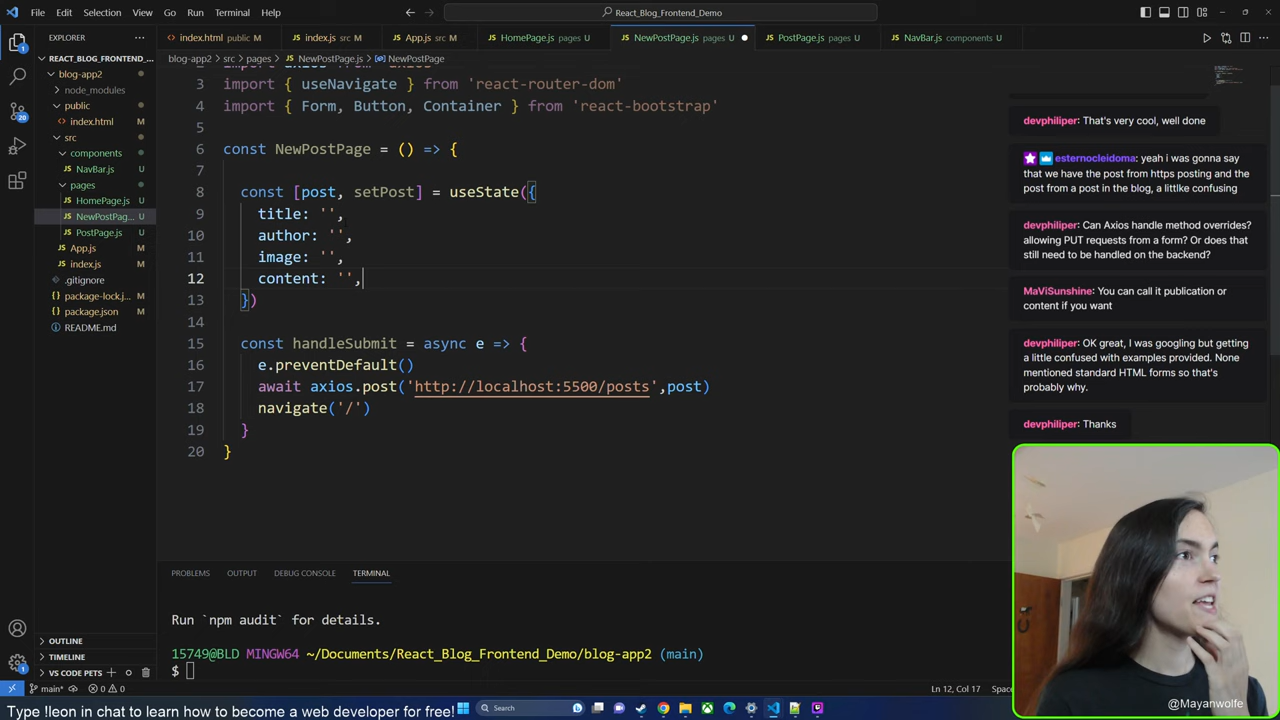 File Edit Selection View Go Run Terminal Help
React_Blog_Frontend_Demo
EXPLORER
index.html public M
index.js src M
App.js src M
HomePage.js pages U
NewPostPage.js pages U
PostPage.js pages U
NavBar.js components U
blog-app2 > src > pages > NewPostPage.js > NewPostPage
REACT_BLOG_FRONTEND_...
blog-app2
node_modules
public
index.html U
src
components
NavBar.js U
pages
HomePage.js U
NewPostPag... U
PostPage.js U
App.js U
index.js U
.gitignore
package-lock.j... U
package.json U
README.md
1
20
3 import { useNavigate } from 'react-router-dom'
4 import { Form, Button, Container } from 'react-bootstrap'
5
6 const NewPostPage = () => {
7
8 const [post, setPost] = useState({
9 title: '',
10 author: '',
11 image: '',
12 content: '',
13 })
14
15 const handleSubmit = async e => {
16 e.preventDefault()
17 await axios.post('http://localhost:5500/posts',post)
18 navigate('/')
19 }
20 }
devphiliper: That's very cool, well done
esternocleidoma: yeah i was gonna say
that we have the post from https posting and the
post from a post in the blog, a littlke confusing
devphiliper: Can Axios handle method overrides?
allowing PUT requests from a form? Or does that
still need to be handled on the backend?
MaViSunshine: You can call it publication or
content if you want
devphiliper: OK great, I was googling but getting
a little confused with examples provided. None
mentioned standard HTML forms so that's
probably why.
devphiliper: Thanks
PROBLEMS OUTPUT DEBUG CONSOLE TERMINAL
Run `npm audit` for details.
15749@BLD MINGW64 ~/Documents/React_Blog_Frontend_Demo/blog-app2 (main)
$
OUTLINE
TIMELINE
VS CODE PETS
1
main* 0 0
Ln 12, Col 17
Spac
Type !leon in chat to learn how to become a web developer for free!
Search
@Mayanwolfe